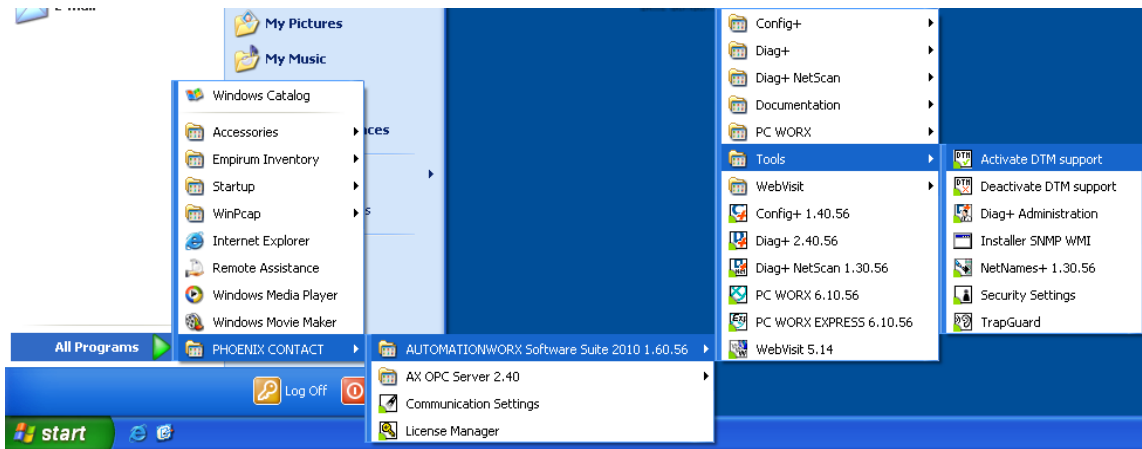 My Pictures
My Music
Windows Catalog
Accessories
Empirum Inventory
Startup
WinPcap
Internet Explorer
Remote Assistance
Windows Media Player
Windows Movie Maker
PHOENIX CONTACT
All Programs
Log Off
start
AUTOMATIONWORX Software Suite 2010 1.60.56
AX OPC Server 2.40
Communication Settings
License Manager
Config+
Diag+
Diag+ NetScan
Documentation
PC WORX
Tools
WebVisit
Config+ 1.40.56
Diag+ 2.40.56
Diag+ NetScan 1.30.56
PC WORX 6.10.56
PC WORX EXPRESS 6.10.56
WebVisit 5.14
Activate DTM support
Deactivate DTM support
Diag+ Administration
Installer SNMP WMI
NetNames+ 1.30.56
Security Settings
TrapGuard